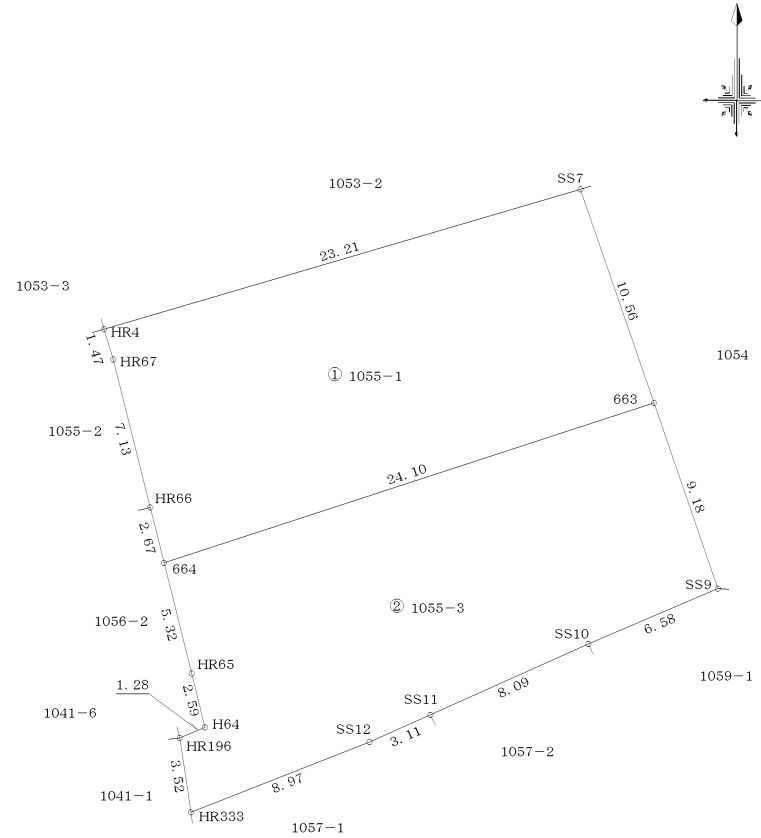 1053-2
SS7
23.21
1053-3
10.56
HR4
1.47
HR67
1054
① 1055-1
663
1055-2
7.13
24.10
HR66
9.18
2.67
664
SS9
② 1055-3
5.32
1056-2
6.58
SS10
HR65
1059-1
1.28
2.59
8.09
1041-6
SS11
H64
SS12
3.11
HR196
1057-2
3.52
8.97
1041-1
HR333
1057-1